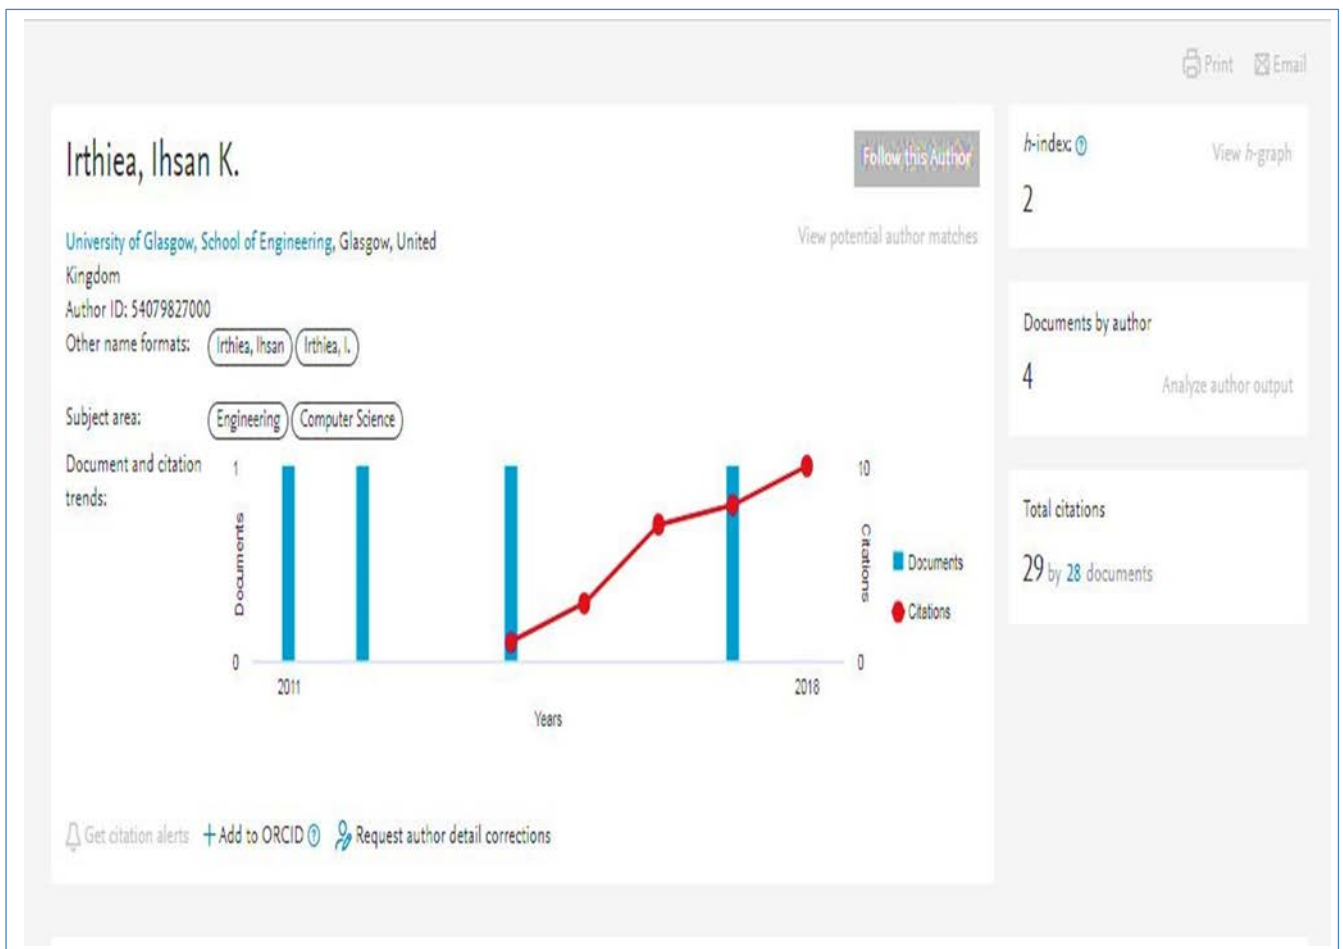 Print Email
Irthiea, Ihsan K.
Follow this Author
h-index:
View h-graph
2
University of Glasgow, School of Engineering, Glasgow, United
Kingdom
View potential author matches
Author ID: 54079827000
Other name formats: Irthiea, Ihsan Irthiea, I.
Documents by author
4
Analyze author output
Subject area: Engineering Computer Science
Document and citation
trends:
1
0
Documents
2011
2018
Years
10
0
Citations
Documents
Citations
Total citations
29 by 28 documents
Get citation alerts + Add to ORCID ? Request author detail corrections